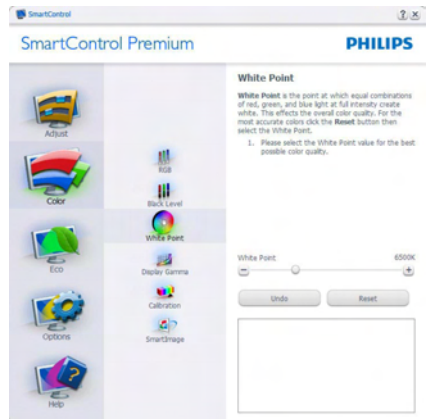 SmartControl
SmartControl Premium
PHILIPS
Adjust
Color
Eco
Options
Help
RGB
Black Level
White Point
Display Gamma
Calibration
SmartImage
White Point
White Point is the point at which equal combinations
of red, green, and blue light at full intensity create
white. This effects the overall color quality. For the
most accurate colors click the Reset button then
select the White Point.
1. Please select the White Point value for the best
possible color quality.
White Point 6500K
Undo Reset